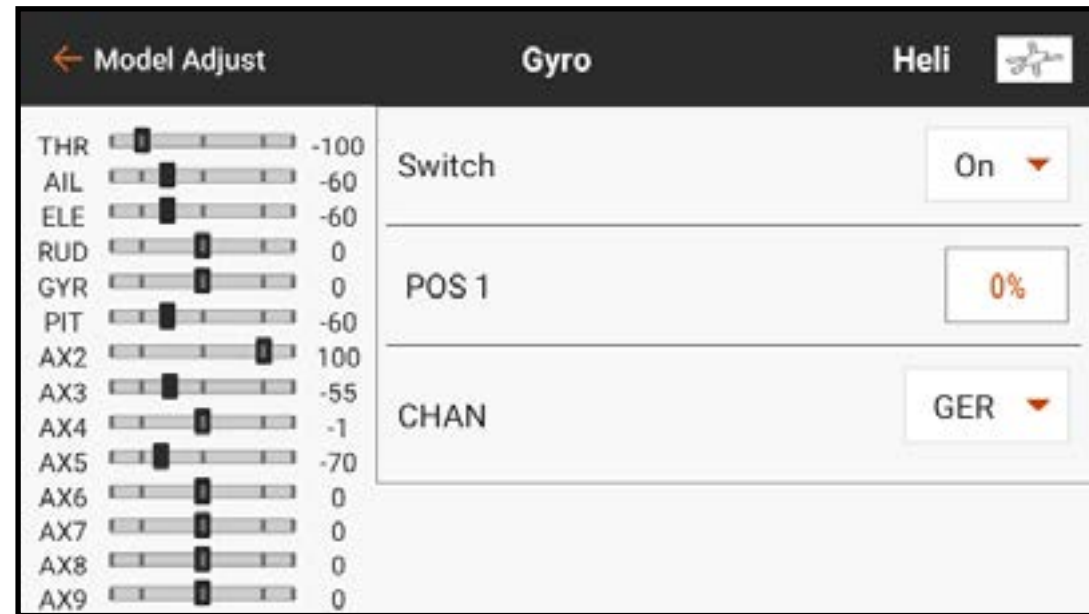 ← Model Adjust Gyro Heli
THR -100
AIL -60
ELE -60
RUD 0
GYR 0
PIT -60
AX2 100
AX3 -55
AX4 -1
AX5 -70
AX6 0
AX7 0
AX8 0
AX9 0
Switch On
POS 1 0%
CHAN GER